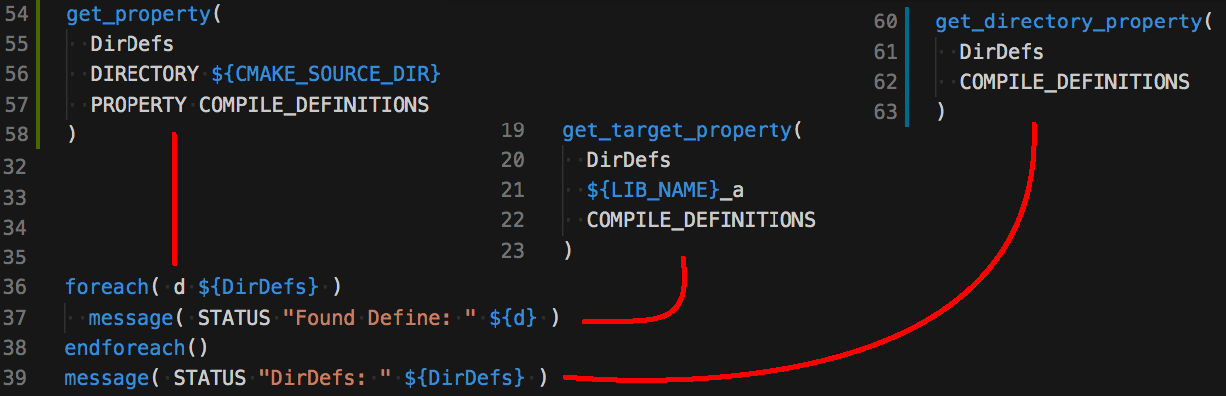 54 get_property(
55 DirDefs
56 DIRECTORY ${CMAKE_SOURCE_DIR}
57 PROPERTY COMPILE_DEFINITIONS
58 )
60 get_directory_property(
61 DirDefs
62 COMPILE_DEFINITIONS
63 )
19 get_target_property(
20 DirDefs
21 ${LIB_NAME}_a
22 COMPILE_DEFINITIONS
23 )
32
33
34
35
36 foreach( d ${DirDefs} )
37 message( STATUS "Found Define: " ${d} )
38 endforeach()
39 message( STATUS "DirDefs: " ${DirDefs} )